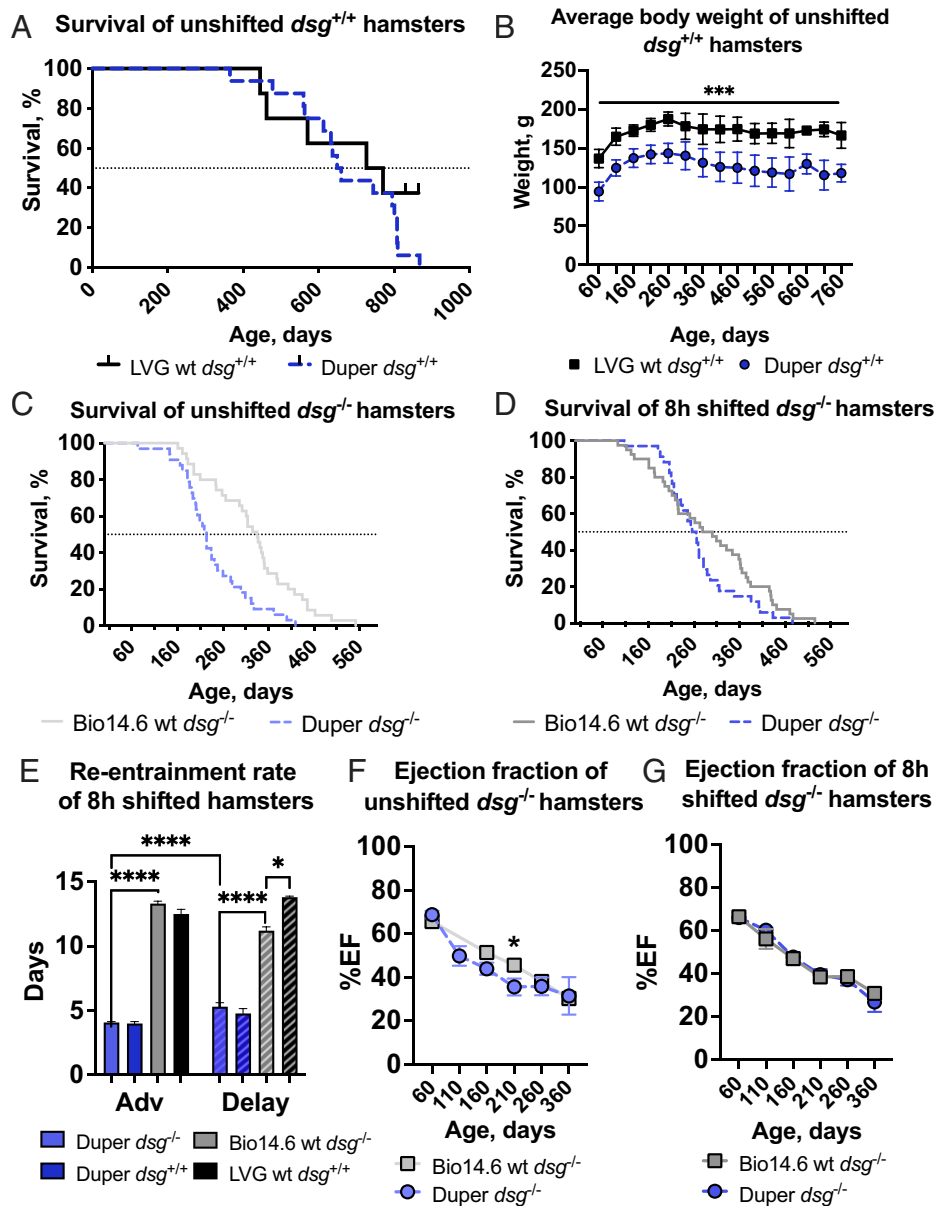 A Survival of unshifted dsg+/+ hamsters
Survival, %
100
80
60
40
20
0
0 200 400 600 800 1000
Age, days
LVG wt dsg+/+ Duper dsg+/+
B Average body weight of unshifted
dsg+/+ hamsters
Weight, g
250
200
150
100
50
0
***
60 160 260 360 460 560 660 760
Age, days
LVG wt dsg+/+ Duper dsg+/+
C Survival of unshifted dsg-/- hamsters
Survival, %
100
80
60
40
20
0
60 160 260 360 460 560
Age, days
Bio14.6 wt dsg-/- Duper dsg-/-
D Survival of 8h shifted dsg-/- hamsters
Survival, %
100
80
60
40
20
0
60 160 260 360 460 560
Age, days
Bio14.6 wt dsg-/- Duper dsg-/-
E Re-entrainment rate
of 8h shifted hamsters
Days
15
10
5
0
****
****
****
*
Adv Delay
Duper dsg-/- Bio14.6 wt dsg-/-
Duper dsg+/+ LVG wt dsg+/+
F Ejection fraction of
unshifted dsg-/- hamsters
%EF
100
80
60
40
20
0
*
60 110 160 210 260 360
Age, days
Bio14.6 wt dsg-/-
Duper dsg-/-
G Ejection fraction of 8h
shifted dsg-/- hamsters
%EF
100
80
60
40
20
0
60 110 160 210 260 360
Age, days
Bio14.6 wt dsg-/-
Duper dsg-/-